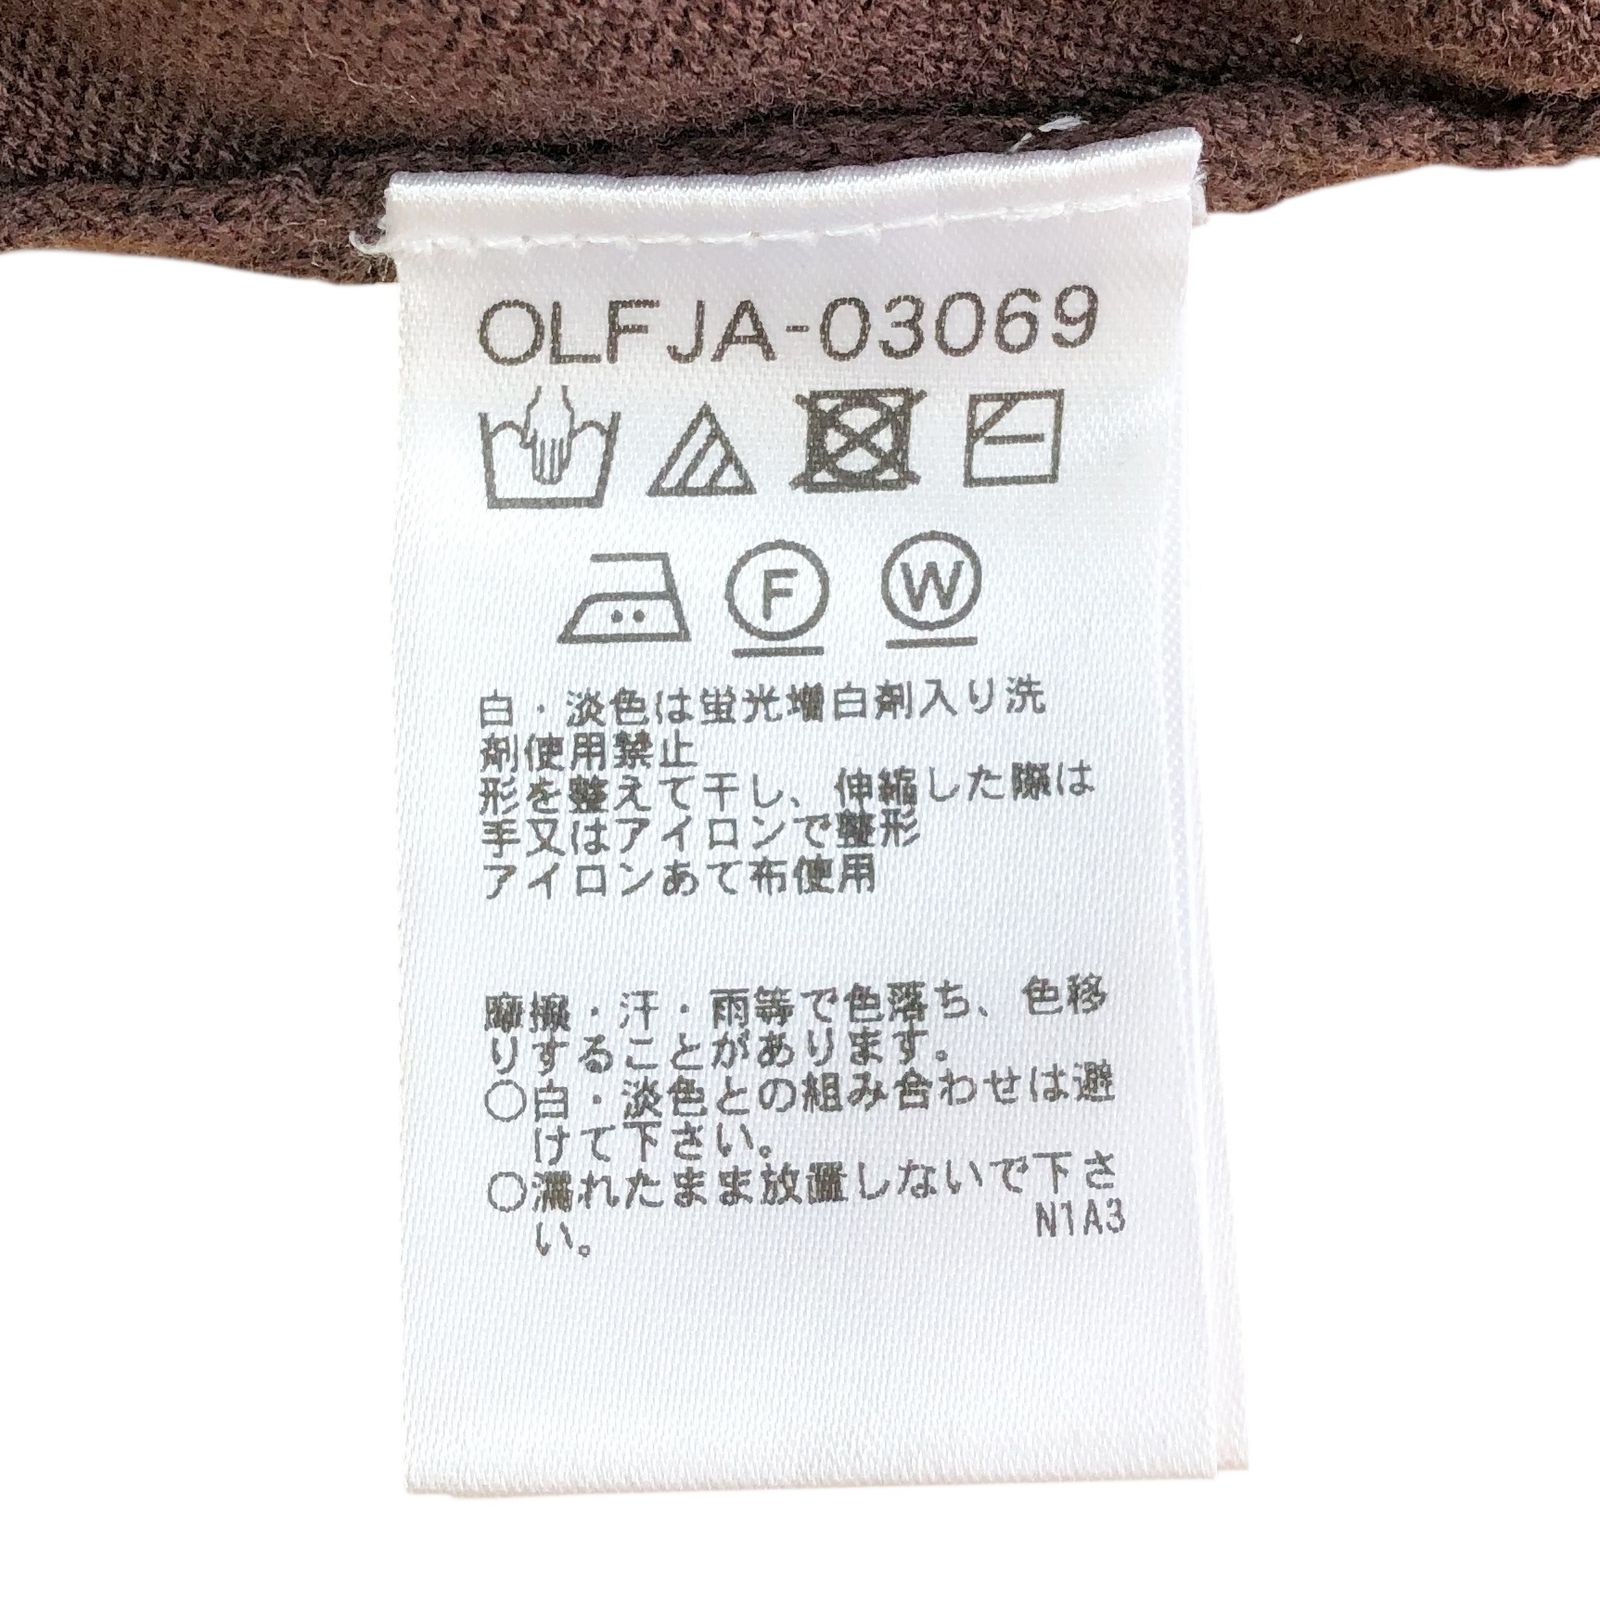 OLFJA-03069
F
W
白・淡色は蛍光増白剤入り洗
剤使用禁止
形を整えて干し、伸縮した際は
手又はアイロンで整形
アイロンあて布使用
摩擦・汗・雨等で色落ち、色移
りすることがあります。
○白・淡色との組み合わせは避
けて下さい。
○濡れたまま放置しないで下さ
い。
N1A3